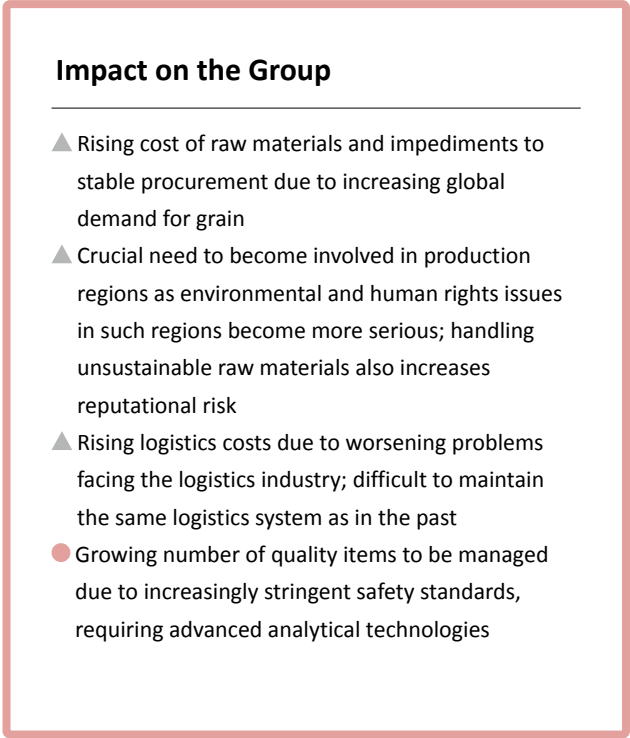 Impact on the Group
Rising cost of raw materials and impediments to
stable procurement due to increasing global
demand for grain
Crucial need to become involved in production
regions as environmental and human rights issues
in such regions become more serious; handling
unsustainable raw materials also increases
reputational risk
Rising logistics costs due to worsening problems
facing the logistics industry; difficult to maintain
the same logistics system as in the past
Growing number of quality items to be managed
due to increasingly stringent safety standards,
requiring advanced analytical technologies